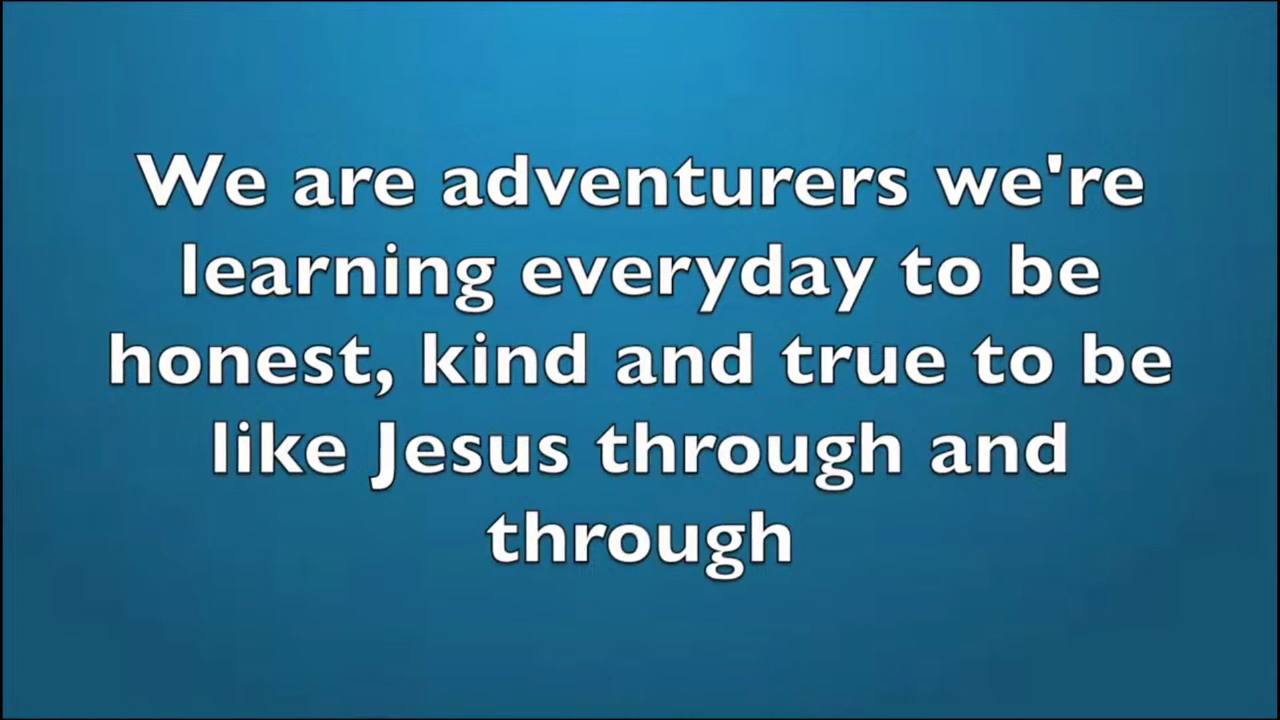 We are adventurers we're
learning everyday to be
honest, kind and true to be
like Jesus through and
through